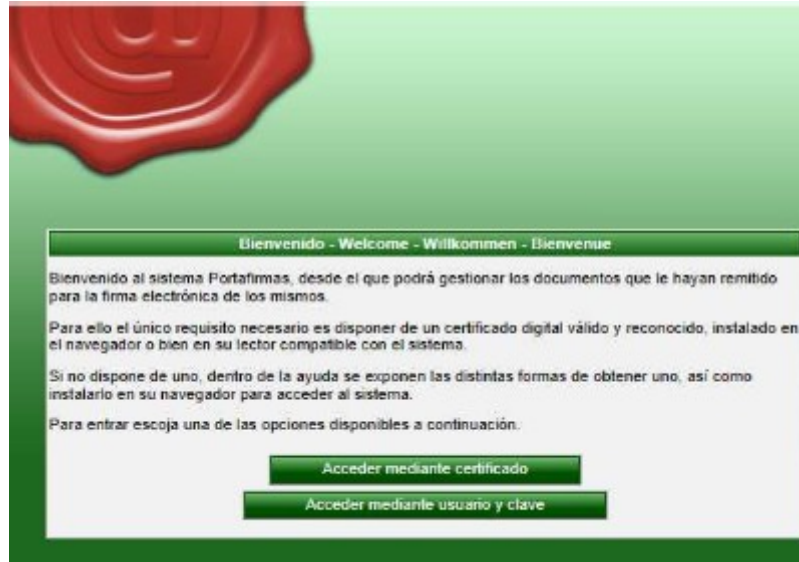 Bienvenido - Welcome - Willkommen - Bienvenue
Bienvenido al sistema Portafirmas, desde el que podrá gestionar los documentos que le hayan remitido
para la firma electrónica de los mismos.
Para ello el único requisito necesario es disponer de un certificado digital válido y reconocido, instalado en
el navegador o bien en su lector compatible con el sistema.
Si no dispone de uno, dentro de la ayuda se exponen las distintas formas de obtener uno, así como
instalarlo en su navegador para acceder al sistema.
Para entrar escoja una de las opciones disponibles a continuación.
Acceder mediante certificado
Acceder mediante usuario y clave